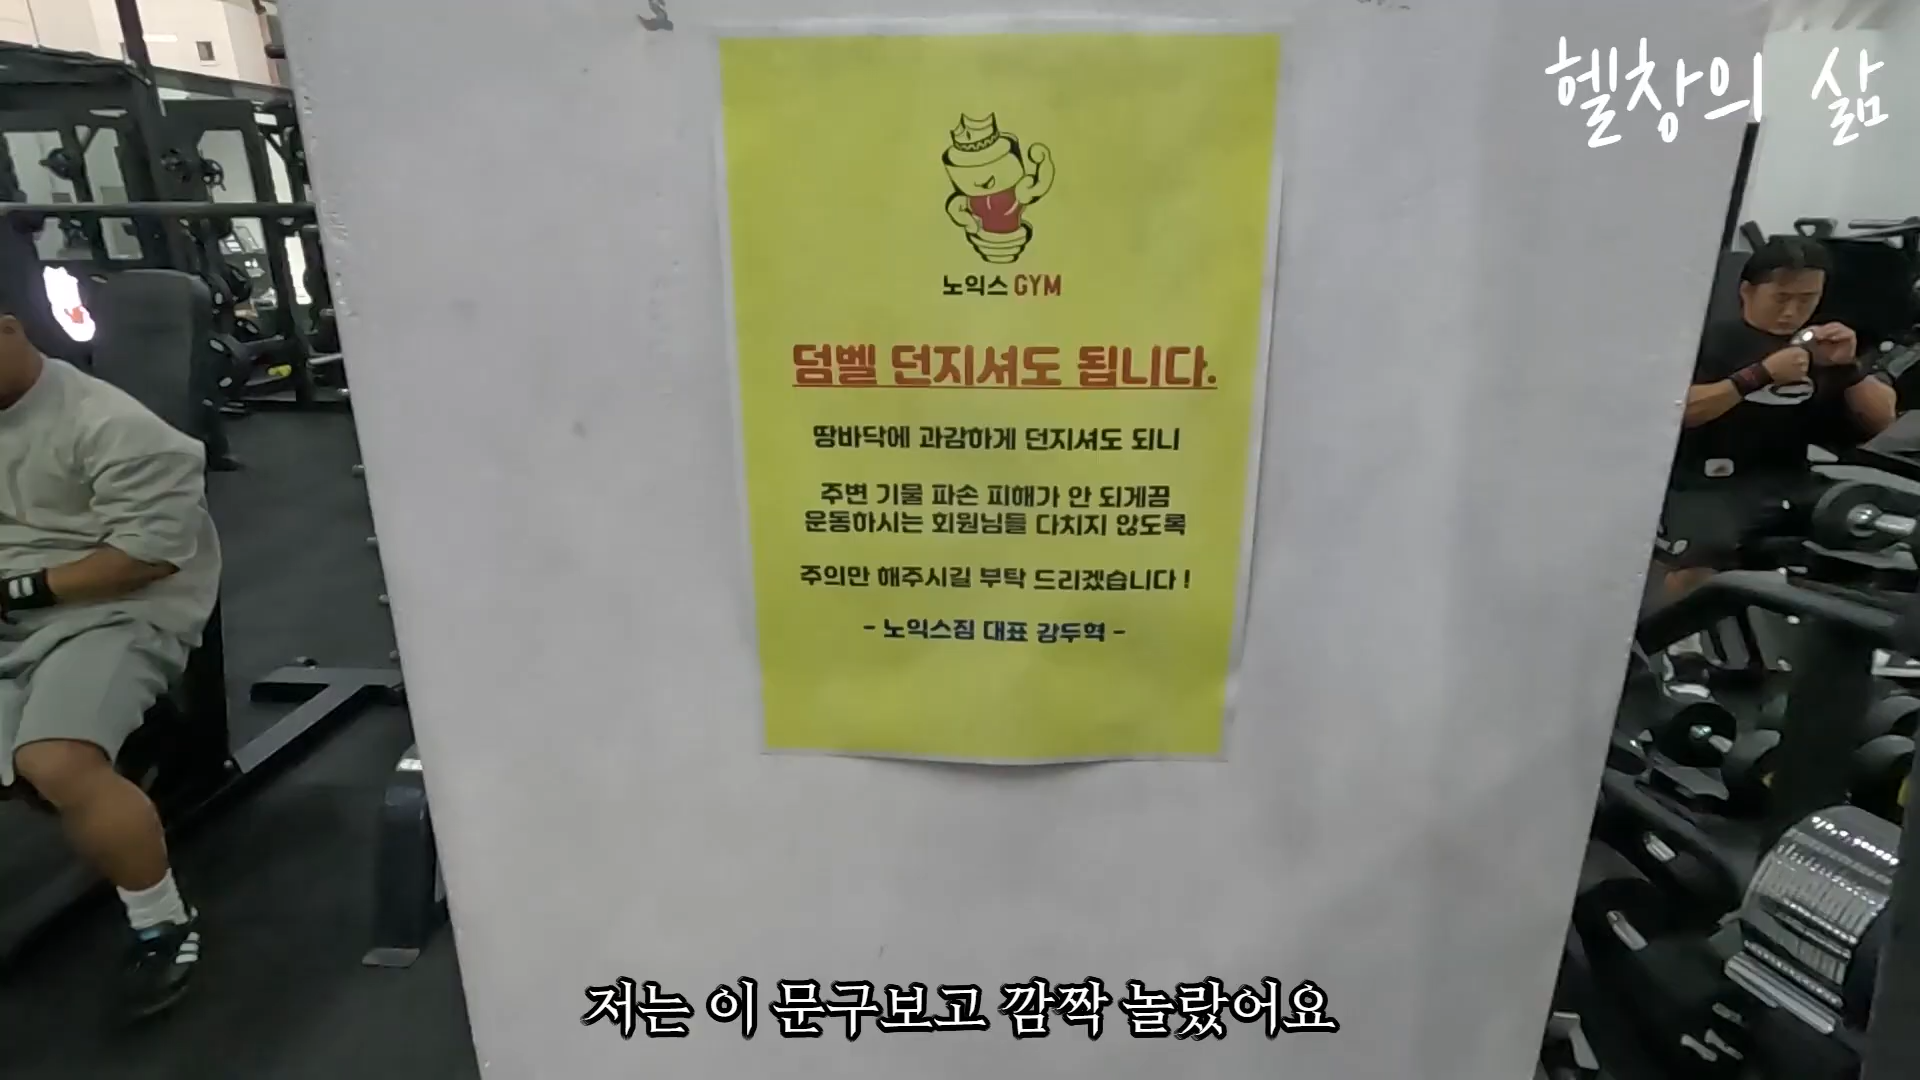 헬창의 삶
노익스 GYM
덤벨 던지셔도 됩니다.
땅바닥에 과감하게 던지셔도 되니
주변 기물 파손 피해가 안 되게끔
운동하시는 회원님들 다치지 않도록
주의만 해주시길 부탁 드리겠습니다 !
- 노익스짐 대표 강두혁 -
저는 이 문구보고 깜짝 놀랐어요